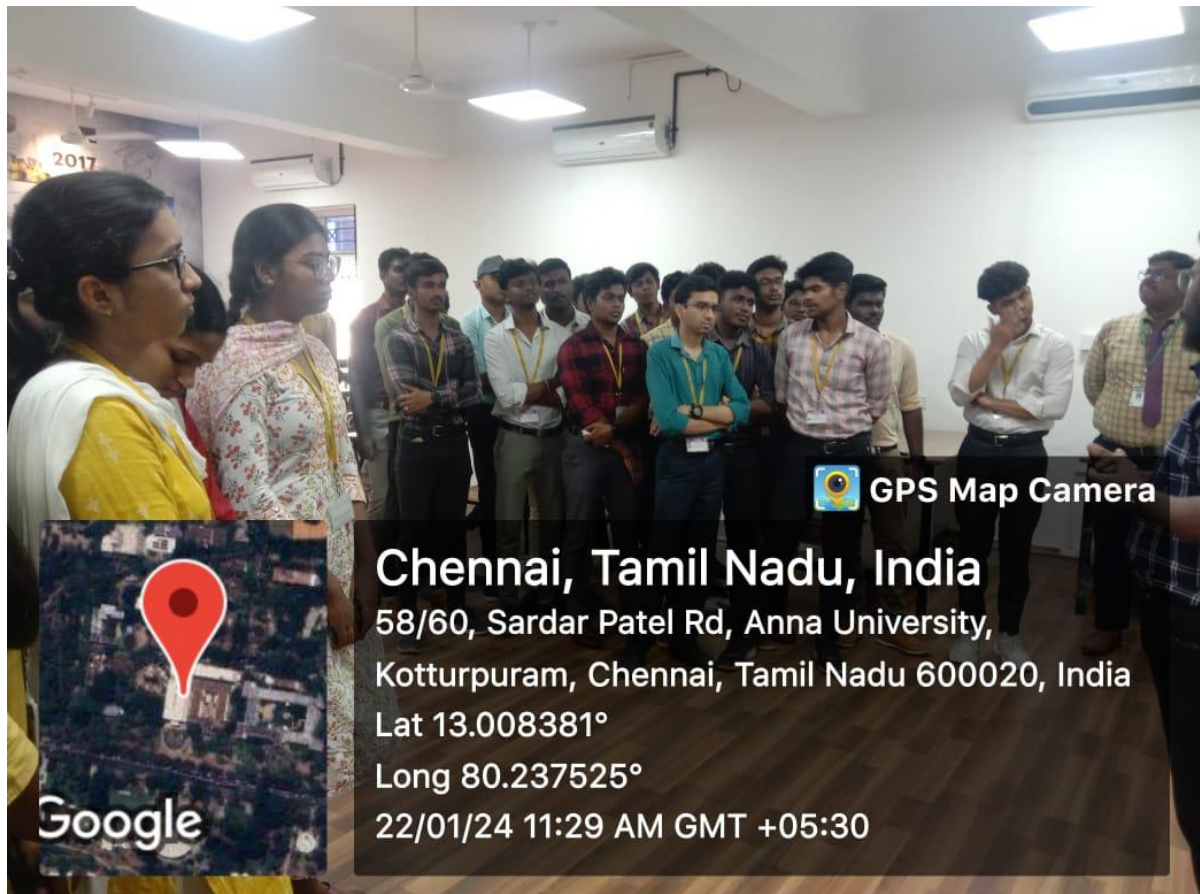 2017
GPS Map Camera
Chennai, Tamil Nadu, India
58/60, Sardar Patel Rd, Anna University,
Kotturpuram, Chennai, Tamil Nadu 600020, India
Lat 13.008381°
Long 80.237525°
22/01/24 11:29 AM GMT +05:30
Google